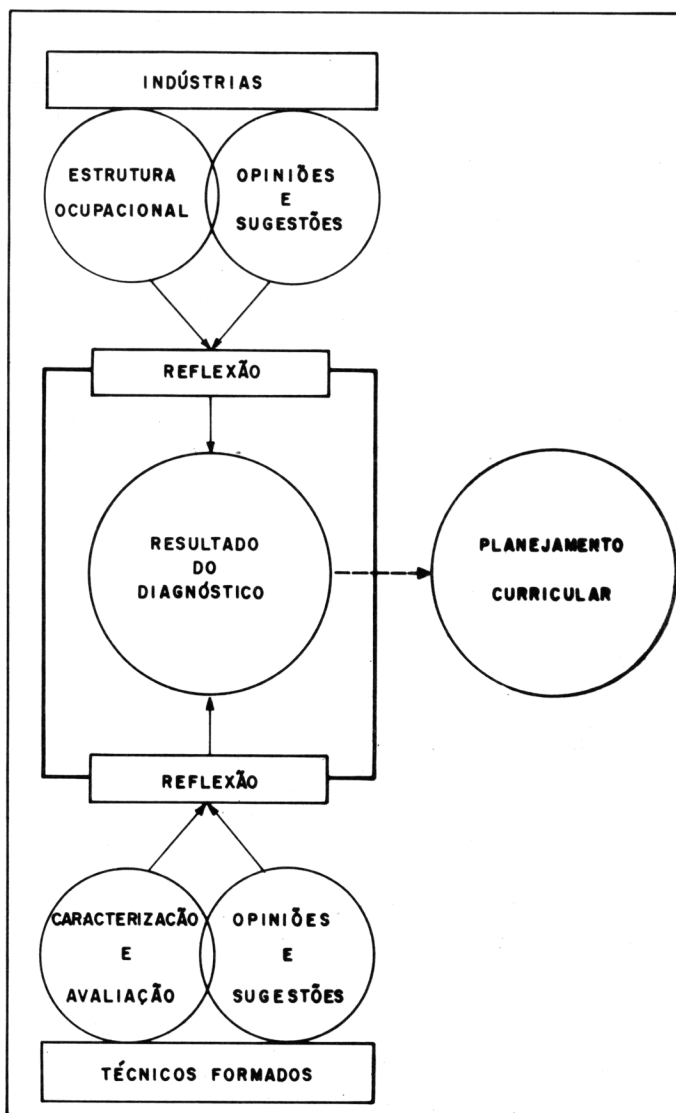 INDÚSTRIAS
ESTRUTURA
OCUPACIONAL
OPINIÕES
E
SUGESTÕES
REFLEXÃO
RESULTADO
DO
DIAGNÓSTICO
PLANEJAMENTO
CURRICULAR
REFLEXÃO
CARACTERIZAÇÃO
E
AVALIAÇÃO
OPINIÕES
E
SUGESTÕES
TÉCNICOS FORMADOS